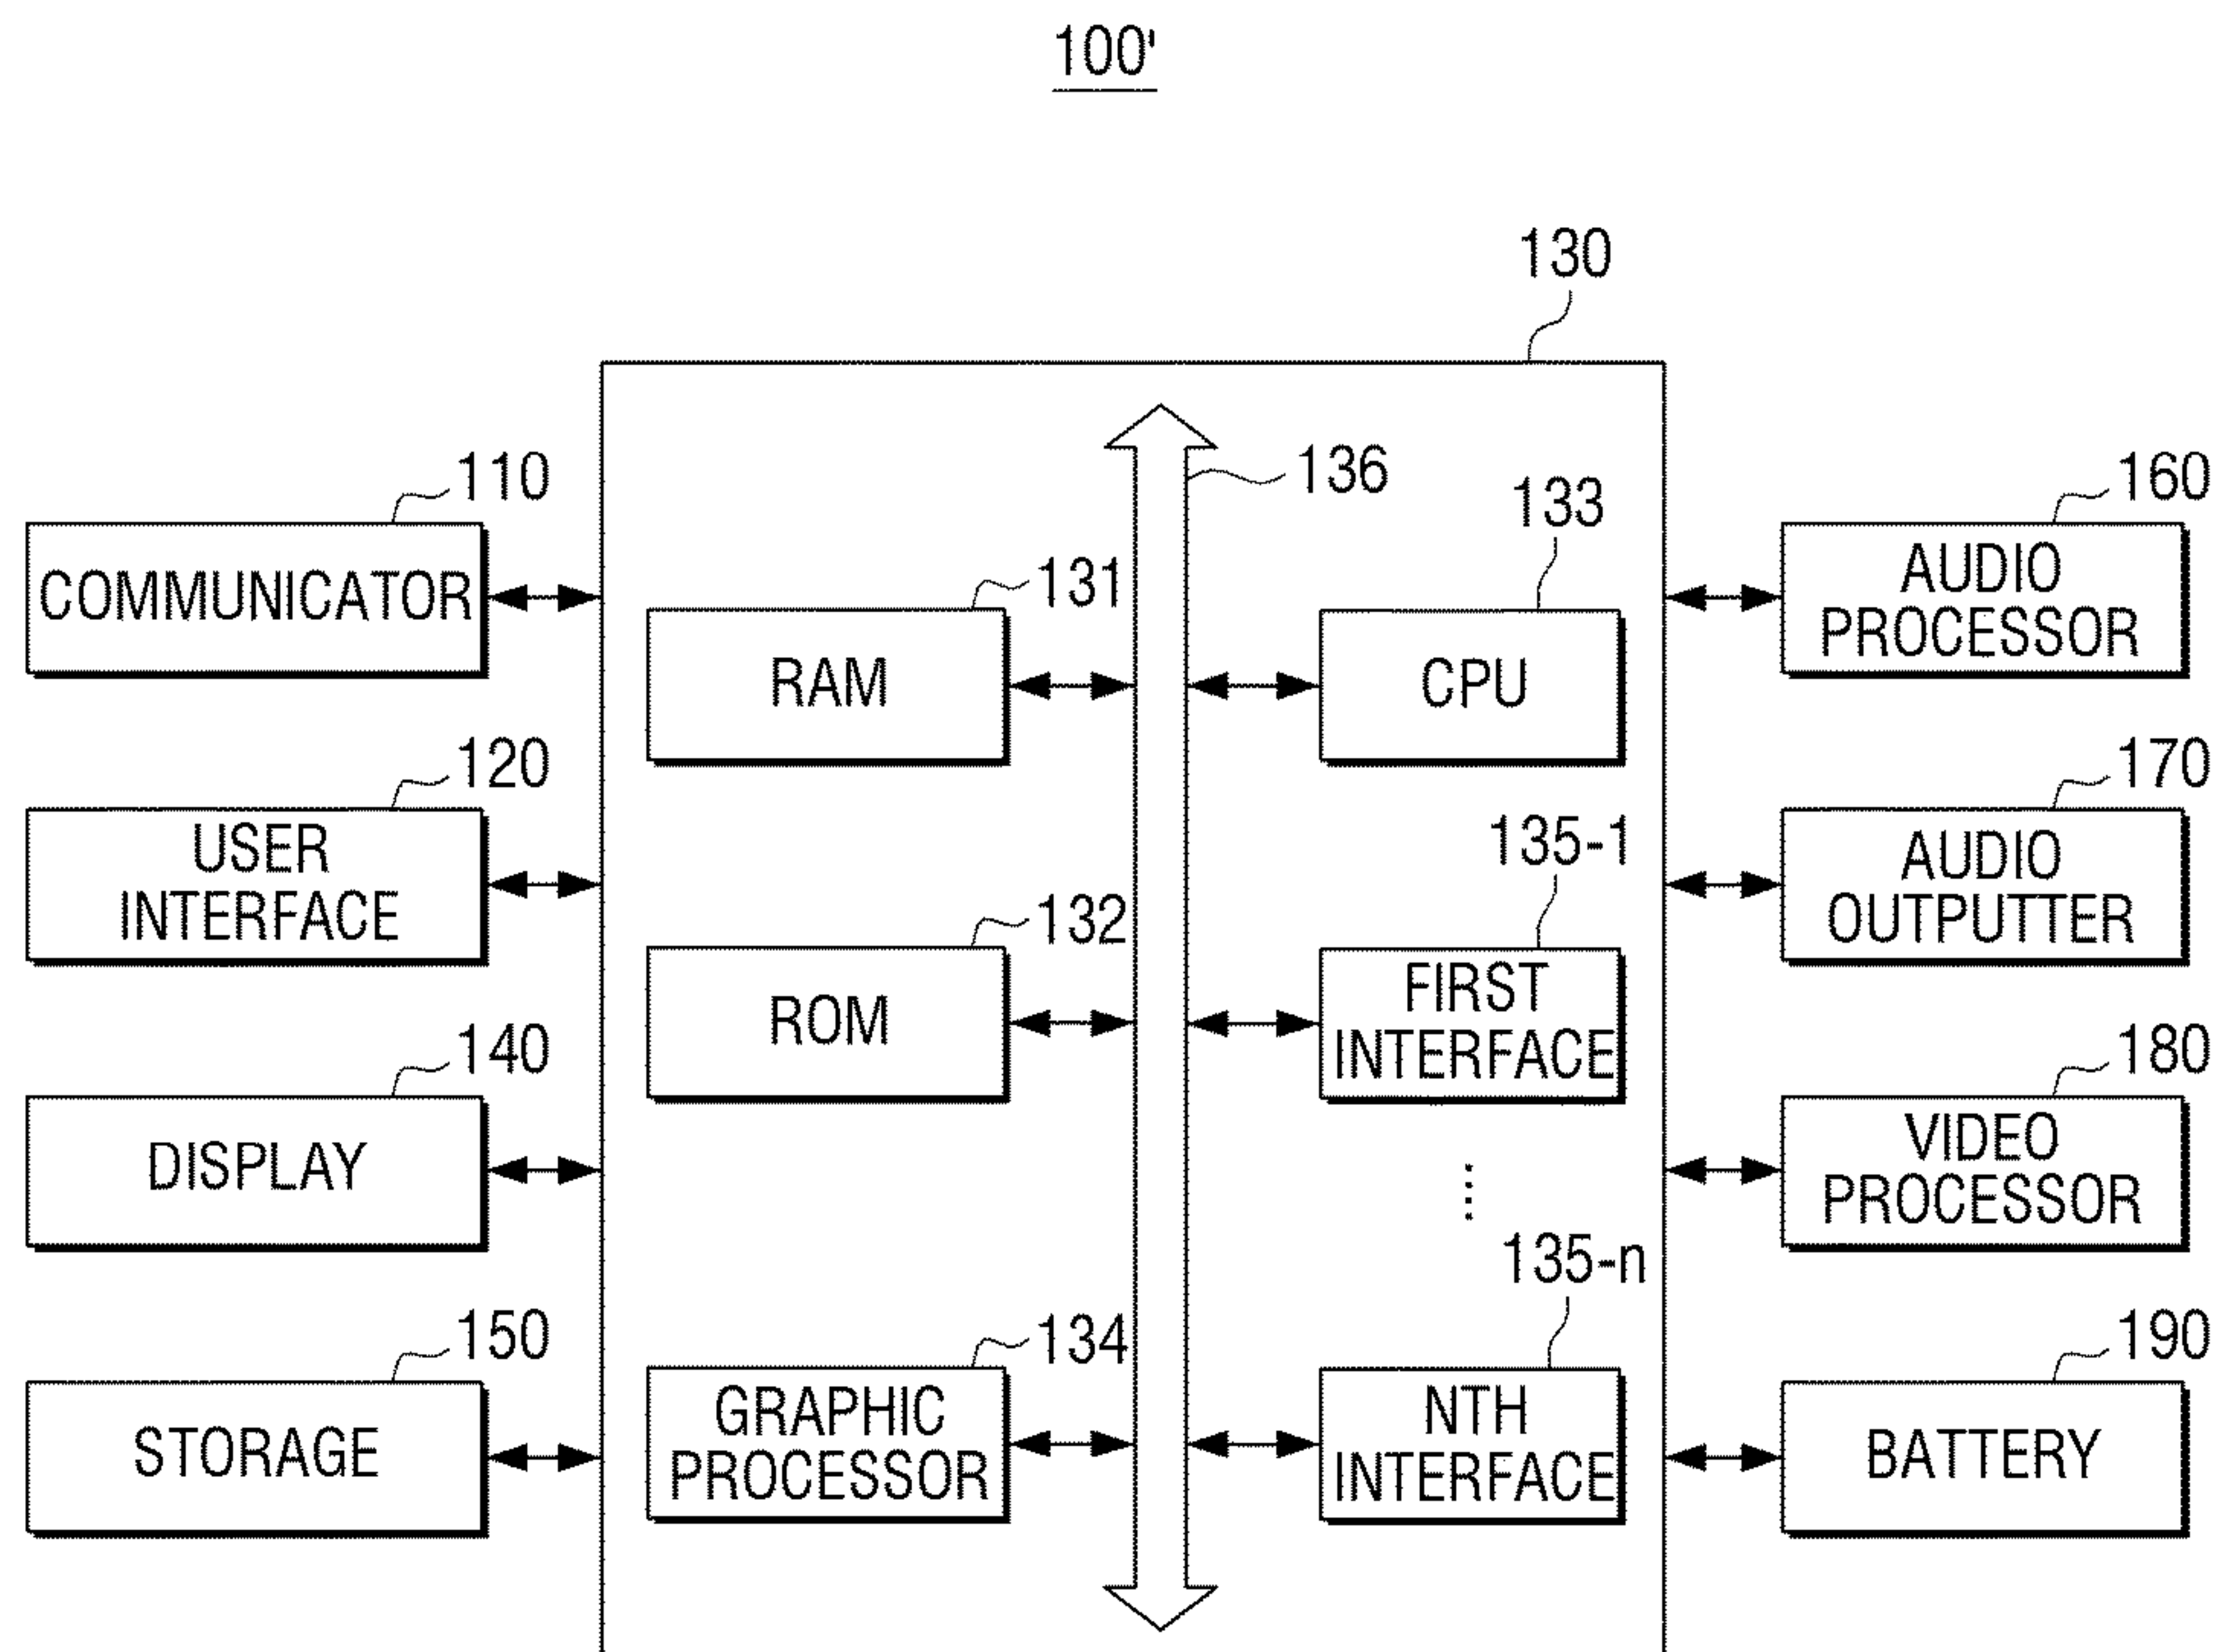 100'
130
110
COMMUNICATOR
120
USER
INTERFACE
140
DISPLAY
150
STORAGE
136
131
RAM
132
ROM
134
GRAPHIC
PROCESSOR
133
CPU
135-1
FIRST
INTERFACE
⋮
135-n
NTH
INTERFACE
160
AUDIO
PROCESSOR
170
AUDIO
OUTPUTTER
180
VIDEO
PROCESSOR
190
BATTERY